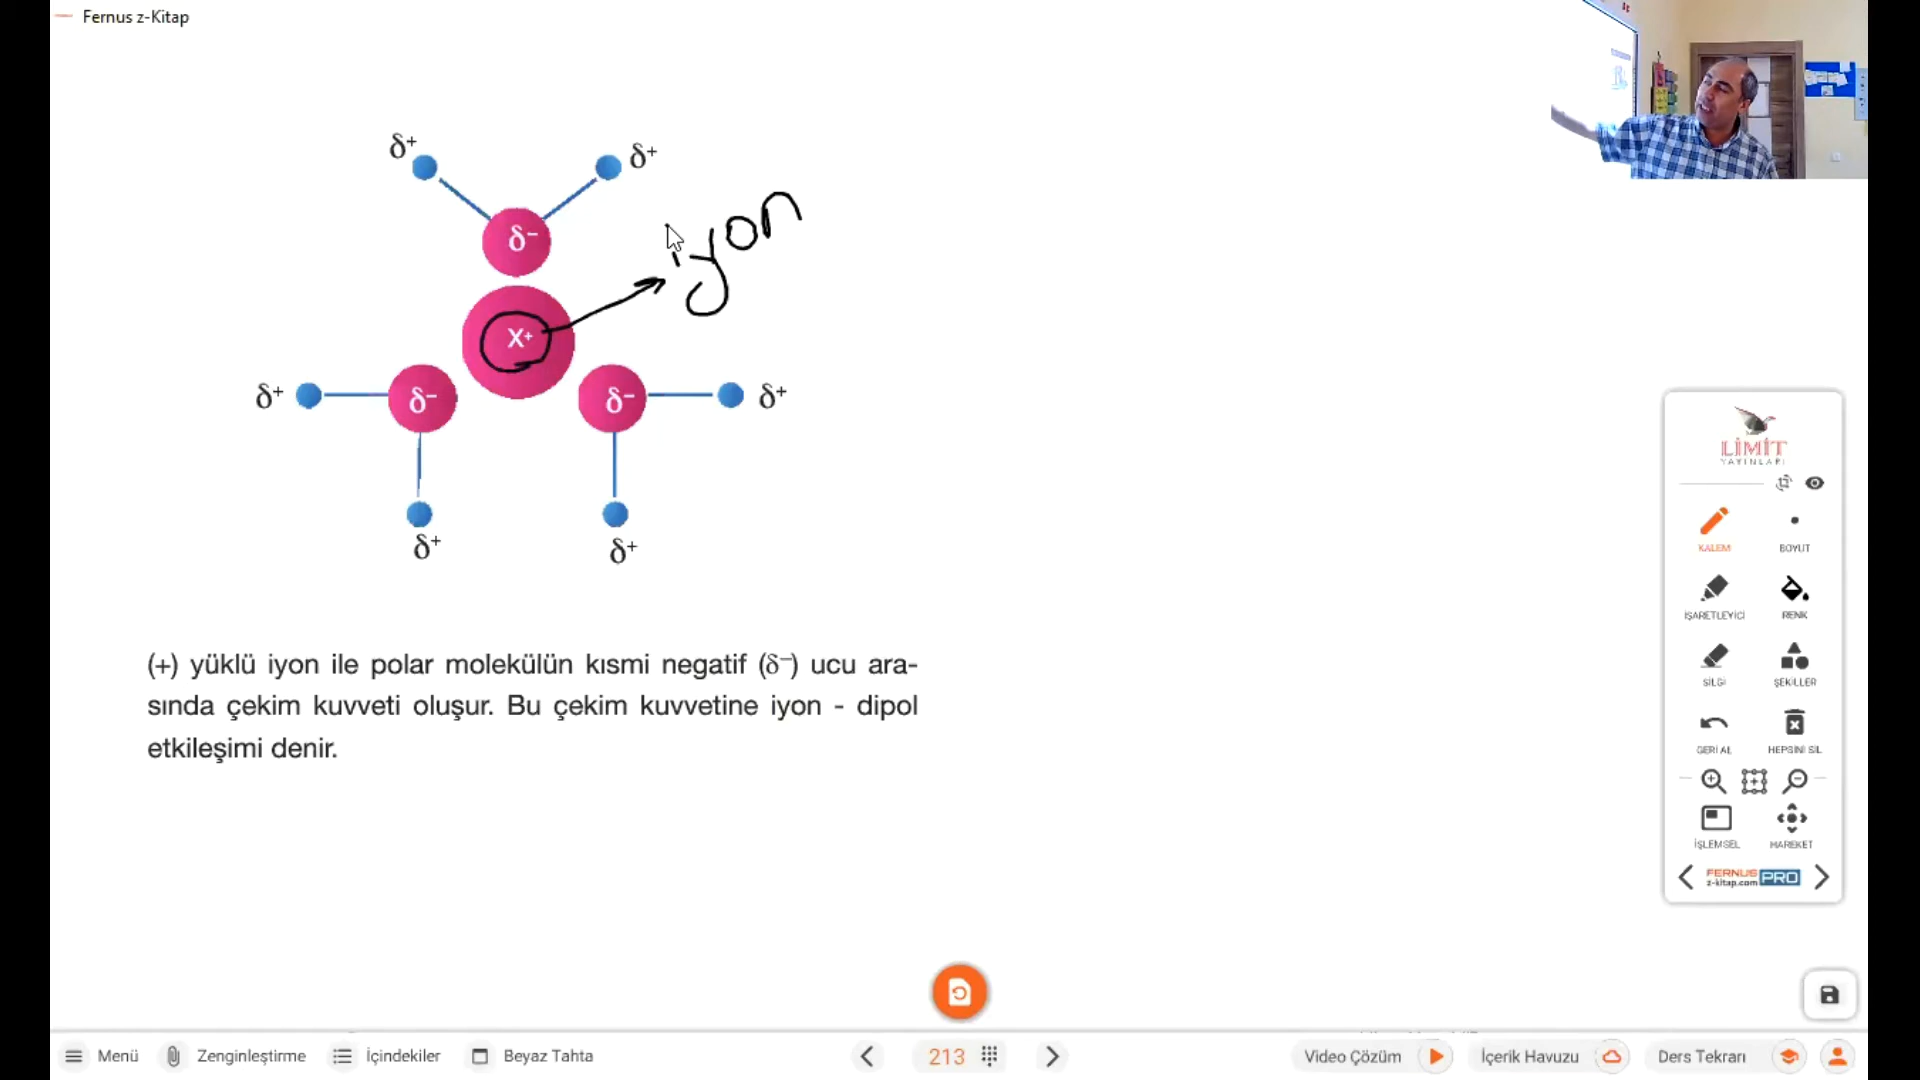 Fernus z-Kitap
δ+
δ+
δ−
iyon
X+
δ+
δ−
δ−
δ+
δ+
δ+
(+) yüklü iyon ile polar molekülün kısmi negatif (δ−) ucu ara-
sında çekim kuvveti oluşur. Bu çekim kuvvetine iyon - dipol
etkileşimi denir.
LİMİT
YAYINLARI
KALEM
BOYUT
İŞARETLEYİCİ
RENK
SİLGİ
ŞEKİLLER
GERİ AL
HEPSİNİ SİL
İŞLEMSEL
HAREKET
FERNUS PRO
z-kitap.com
Menü
Zenginleştirme
İçindekiler
Beyaz Tahta
213
Video Çözüm
İçerik Havuzu
Ders Tekrarı